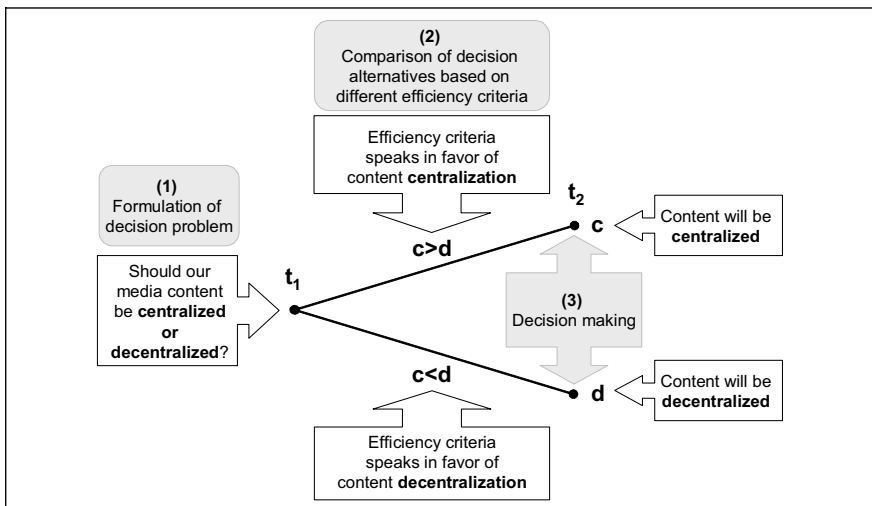 (2)
Comparison of decision
alternatives based on
different efficiency criteria
Efficiency criteria
speaks in favor of
content centralization
(1)
Formulation of
decision problem
Should our
media content
be centralized
or
decentralized?
t1
c>d
t2
c
Content will be
centralized
(3)
Decision making
c<d
d
Content will be
decentralized
Efficiency criteria
speaks in favor of
content decentralization